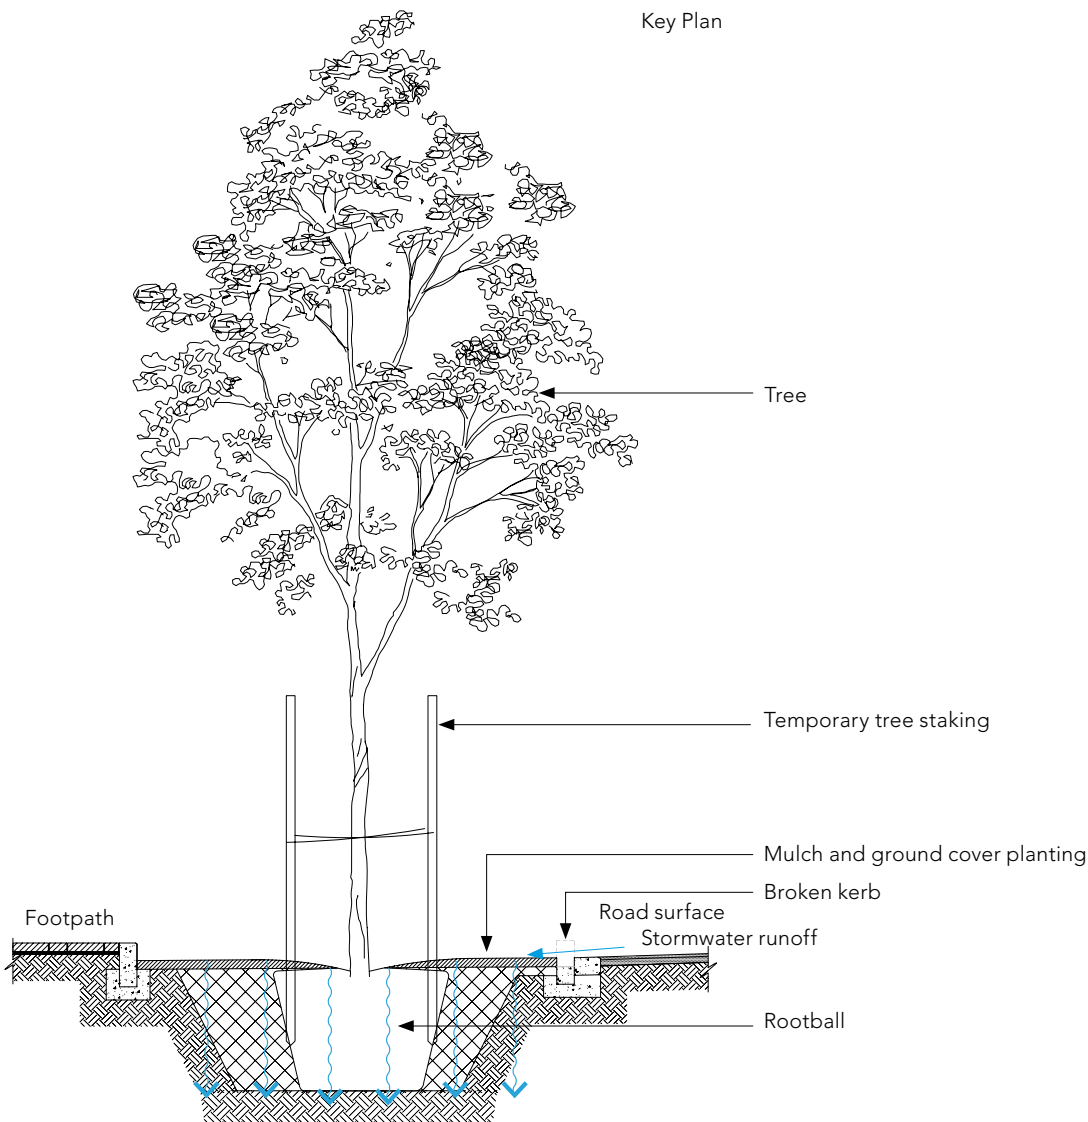 Key Plan
Tree
Temporary tree staking
Mulch and ground cover planting
Broken kerb
Road surface
Footpath
Stormwater runoff
Rootball